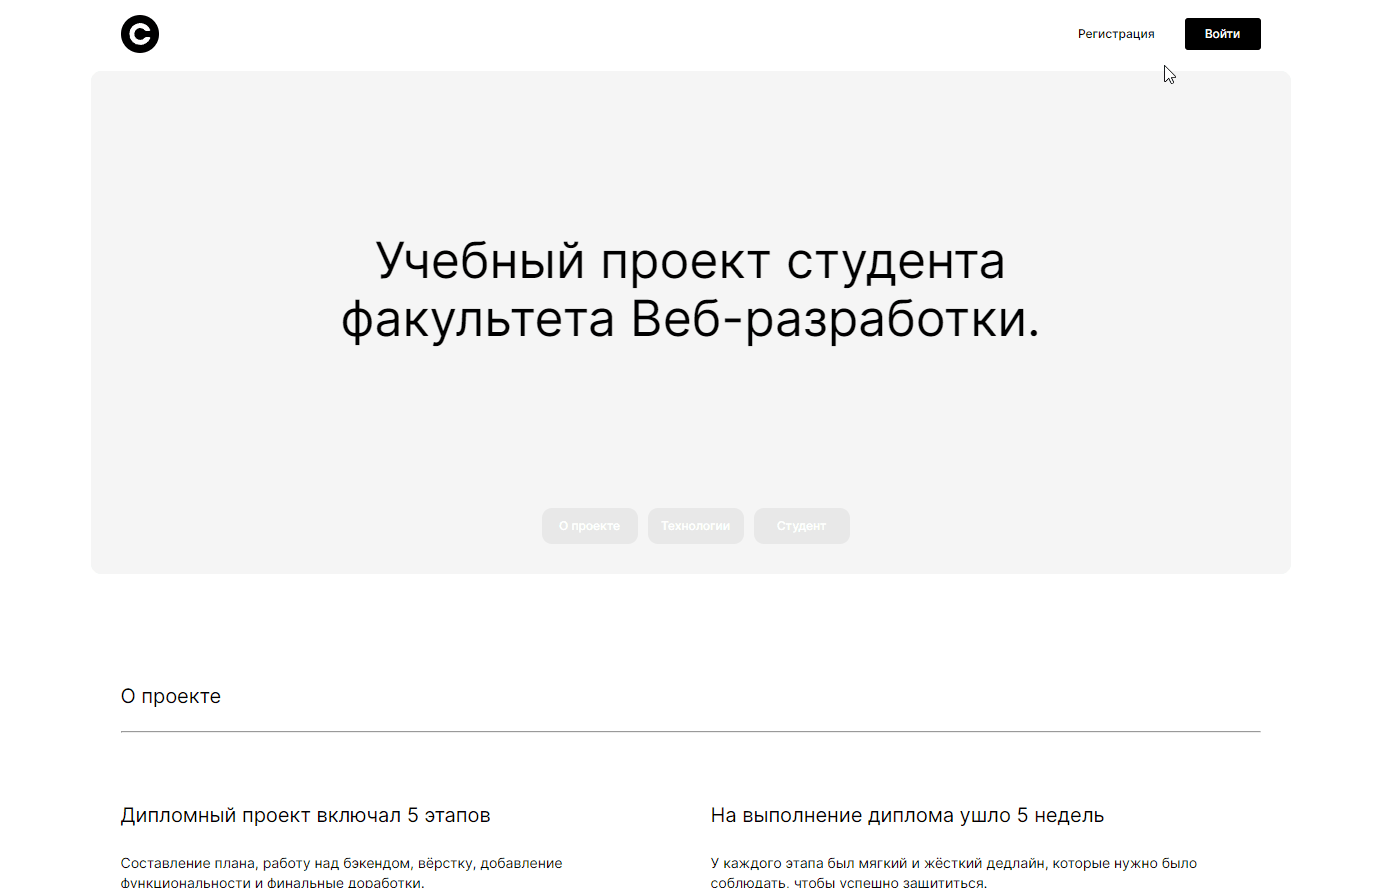 C
Регистрация
Войти
Учебный проект студента
факультета Веб-разработки.
О проекте
Технологии
Студент
О проекте
Дипломный проект включал 5 этапов
На выполнение диплома ушло 5 недель
Составление плана, работу над бэкендом, вёрстку, добавление
функциональности и финальные доработки.
У каждого этапа был мягкий и жёсткий дедлайн, которые нужно было
соблюдать, чтобы успешно защититься.